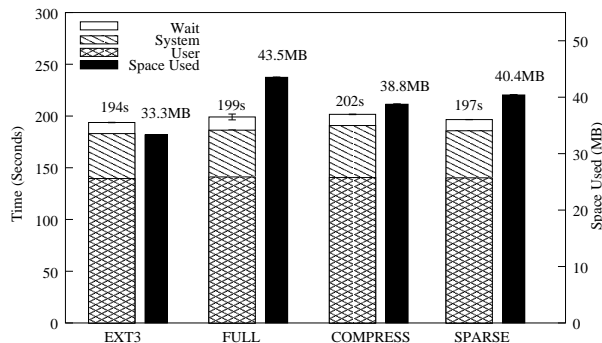 Time (Seconds)
300
250
200
150
100
50
0
Wait
System
User
Space Used
194s
33.3MB
199s
43.5MB
202s
38.8MB
197s
40.4MB
EXT3
FULL
COMPRESS
SPARSE
50
40
30
20
10
0
Space Used (MB)